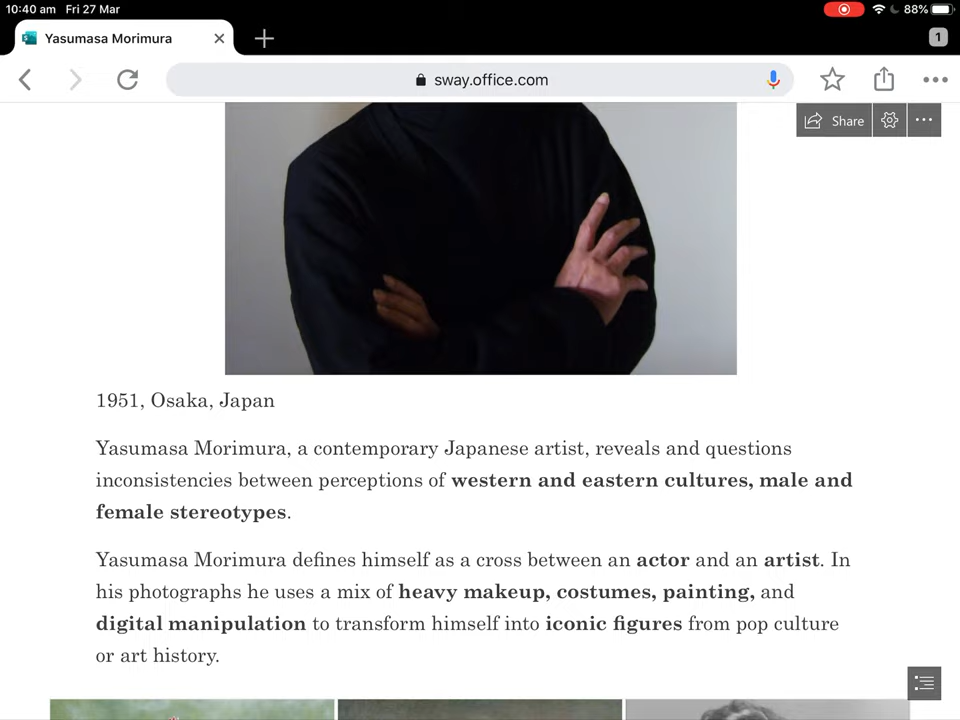 10:40 am Fri 27 Mar 88%
Yasumasa Morimura 1
sway.office.com
Share
1951, Osaka, Japan
Yasumasa Morimura, a contemporary Japanese artist, reveals and questions
inconsistencies between perceptions of western and eastern cultures, male and
female stereotypes.
Yasumasa Morimura defines himself as a cross between an actor and an artist. In
his photographs he uses a mix of heavy makeup, costumes, painting, and
digital manipulation to transform himself into iconic figures from pop culture
or art history.